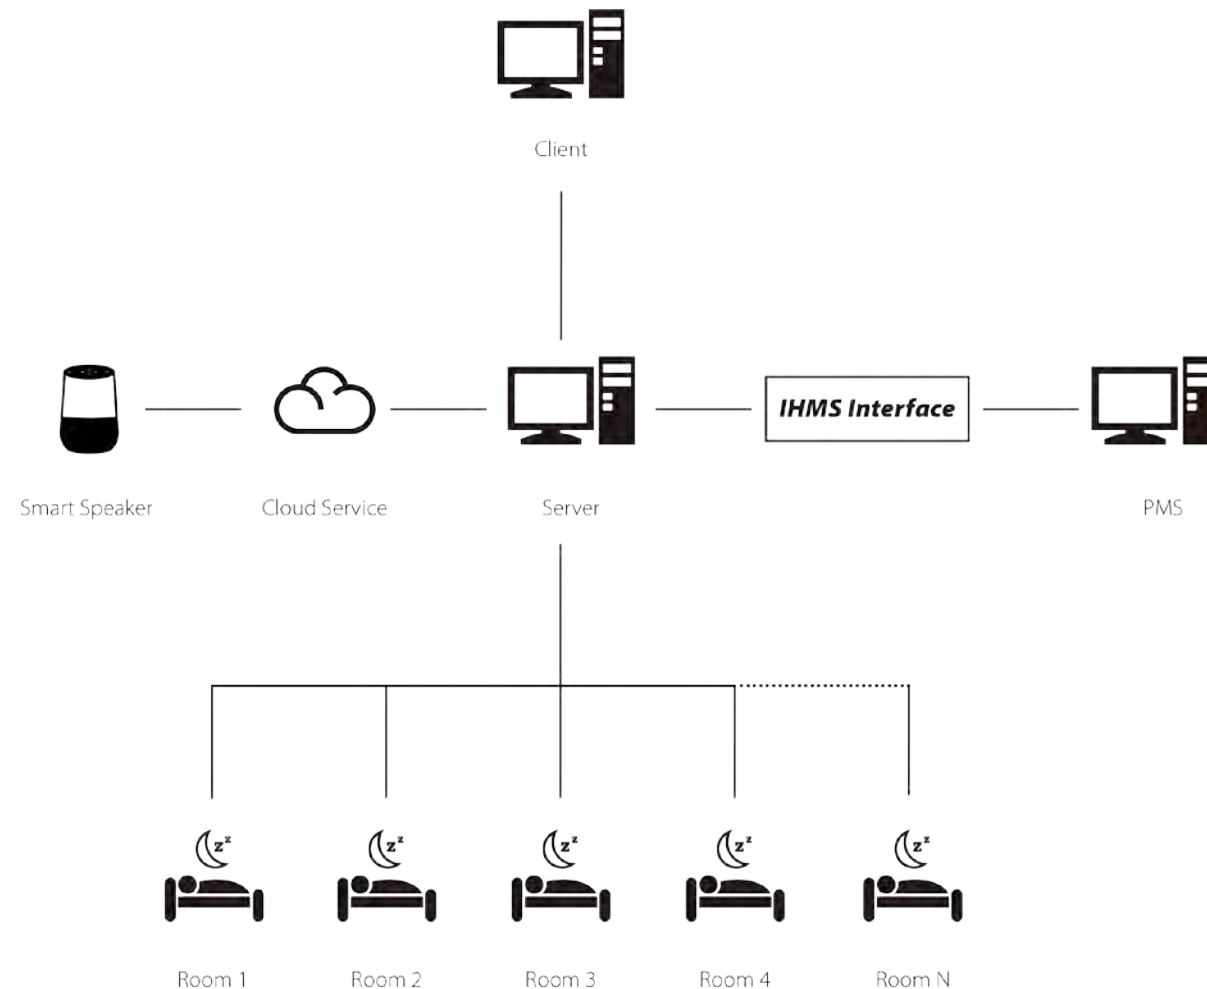 Client
IHMS Interface
Smart Speaker
Cloud Service
Server
PMS
z z
z z
z z
z z
z z
Room 1
Room 2
Room 3
Room 4
Room N